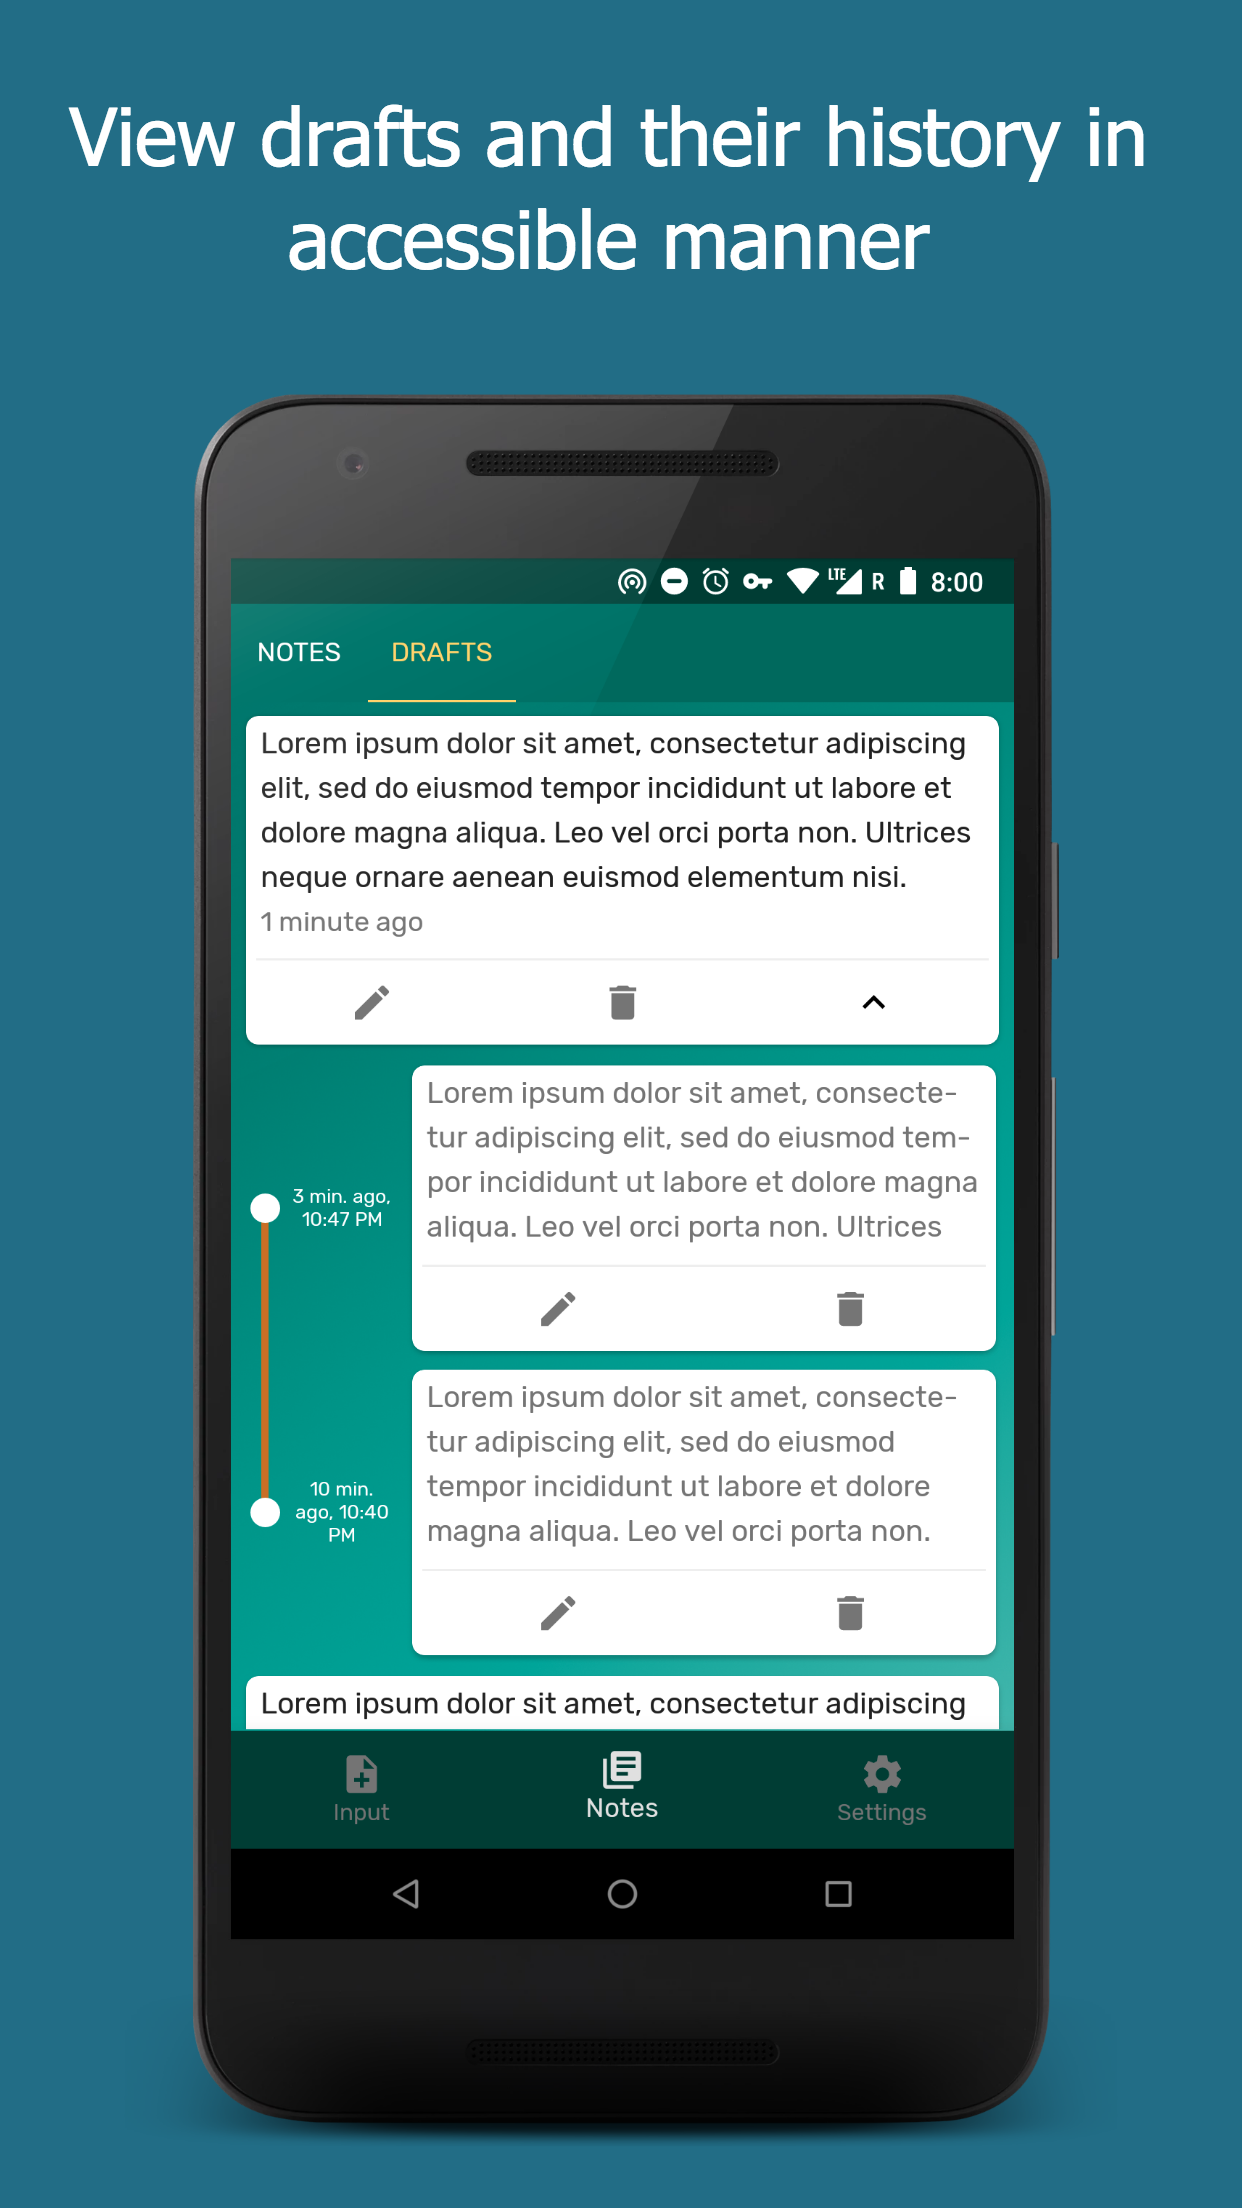 View drafts and their history in
accessible manner
LTE R 8:00
NOTES DRAFTS
Lorem ipsum dolor sit amet, consectetur adipiscing
elit, sed do eiusmod tempor incididunt ut labore et
dolore magna aliqua. Leo vel orci porta non. Ultrices
neque ornare aenean euismod elementum nisi.
1 minute ago
3 min. ago,
10:47 PM
Lorem ipsum dolor sit amet, consecte-
tur adipiscing elit, sed do eiusmod tem-
por incididunt ut labore et dolore magna
aliqua. Leo vel orci porta non. Ultrices
10 min.
ago, 10:40
PM
Lorem ipsum dolor sit amet, consecte-
tur adipiscing elit, sed do eiusmod
tempor incididunt ut labore et dolore
magna aliqua. Leo vel orci porta non.
Lorem ipsum dolor sit amet, consectetur adipiscing
Input Notes Settings